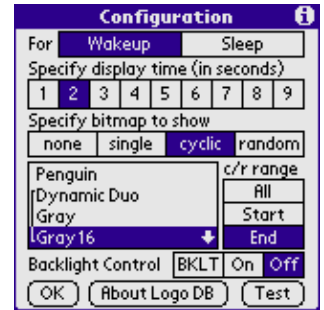 Configuration i
For Wakeup Sleep
Specify display time (in seconds)
1 2 3 4 5 6 7 8 9
Specify bitmap to show
none single cyclic random
Penguin
Dynamic Duo
Gray
Gray16
c/r range
All
Start
End
Backlight Control BKLT On Off
OK About Logo DB Test